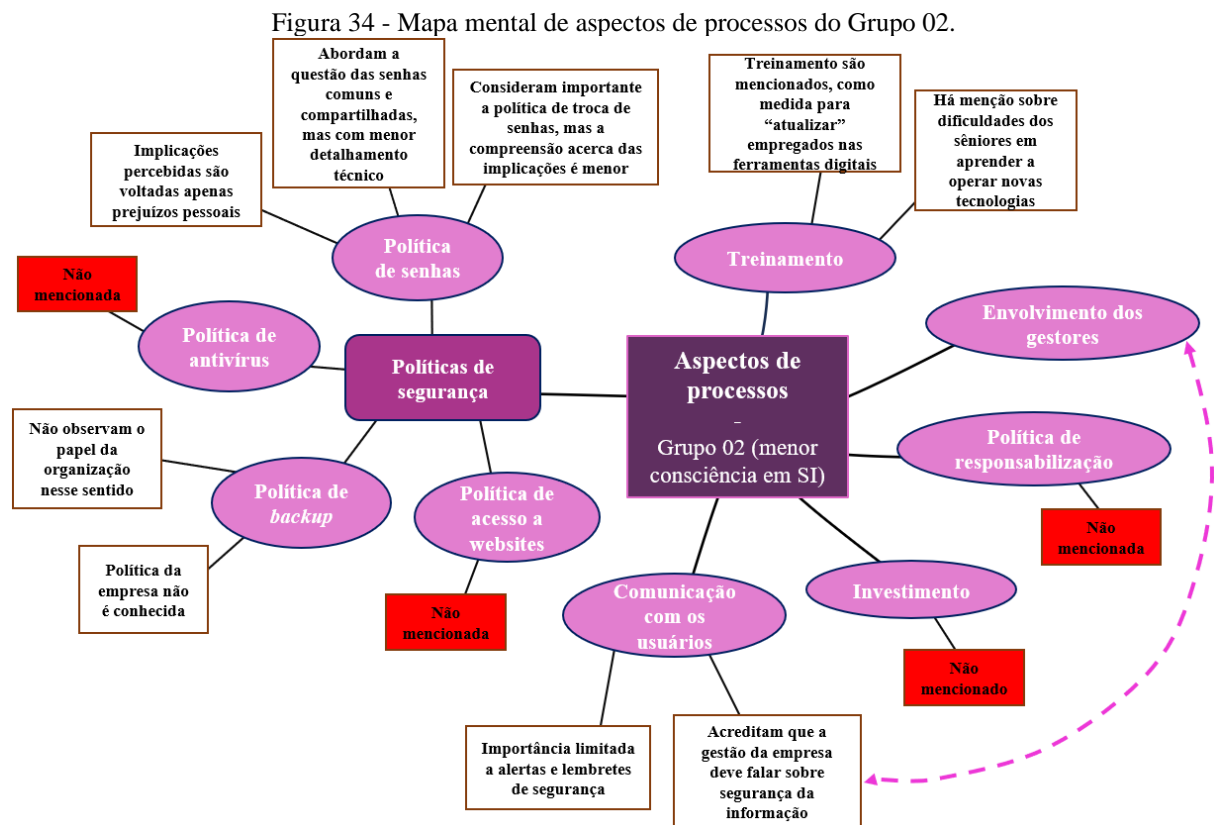 Figura 34 - Mapa mental de aspectos de processos do Grupo 02.
Abordam a
questão das senhas
comuns e
compartilhadas,
mas com menor
detalhamento
técnico
Consideram importante
a política de troca de
senhas, mas a
compreensão acerca das
implicações é menor
Implicações
percebidas são
voltadas apenas
prejuízos pessoais
Política
de senhas
Treinamento são
mencionados, como
medida para
“atualizar”
empregados nas
ferramentas digitais
Há menção sobre
dificuldades dos
sêniores em
aprender a
operar novas
tecnologias
Treinamento
Não
mencionada
Política de
antivírus
Políticas de
segurança
Aspectos de
processos
-
Grupo 02 (menor
consciência em SI)
Envolvimento dos
gestores
Política de
responsabilização
Não
mencionada
Não observam o
papel da
organização
nesse sentido
Política de
backup
Política da
empresa não
é conhecida
Política de
acesso a
websites
Não
mencionada
Comunicação
com os
usuários
Investimento
Não
mencionado
Importância limitada
a alertas e lembretes
de segurança
Acreditam que a
gestão da empresa
deve falar sobre
segurança da
informação